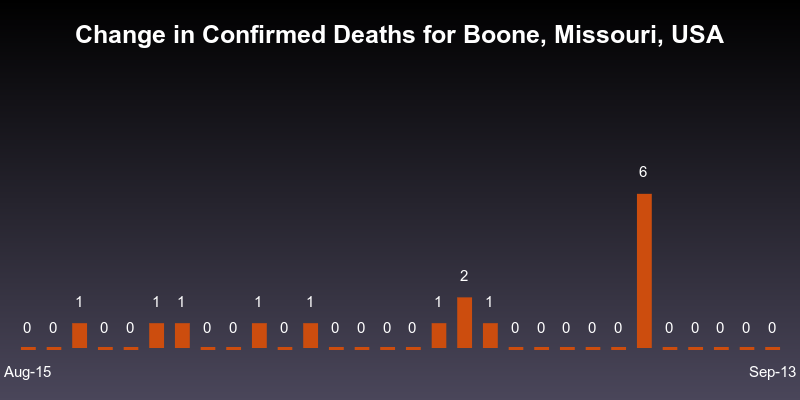 Change in Confirmed Deaths for Boone, Missouri, USA
6
2
1 1 1 1 1 1 1
0 0 0 0 0 0 0 0 0 0 0 0 0 0 0 0 0 0 0 0 0
Aug-15 Sep-13